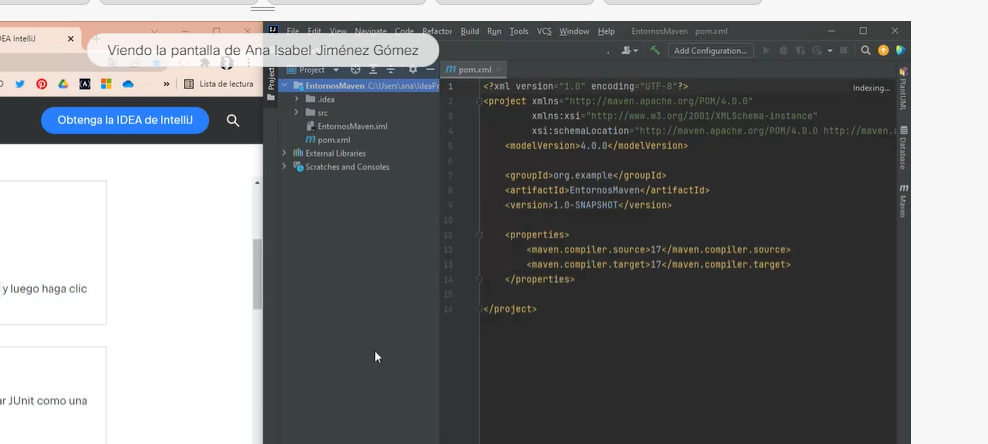 EA IntelliJ
Viendo la pantalla de Ana Isabel Jiménez Gómez
Lista de lectura
Obtenga la IDEA de IntelliJ
y luego haga clic
ar JUnit como una
File Edit View Navigate Code Refactor Build Run Tools VCS Window Help EntornosMaven pom.xml
Add Configuration...
Project
Project
pom.xml
EntornosMaven C:\Users\ana\IdeaPr
.idea
src
EntornosMaven.iml
pom.xml
External Libraries
Scratches and Consoles
Indexing...
1 <?xml version="1.0" encoding="UTF-8"?>
2 <project xmlns="http://maven.apache.org/POM/4.0.0"
3 xmlns:xsi="http://www.w3.org/2001/XMLSchema-instance"
4 xsi:schemaLocation="http://maven.apache.org/POM/4.0.0 http://maven.a
5 <modelVersion>4.0.0</modelVersion>
6
7 <groupId>org.example</groupId>
8 <artifactId>EntornosMaven</artifactId>
9 <version>1.0-SNAPSHOT</version>
10
11 <properties>
12 <maven.compiler.source>17</maven.compiler.source>
13 <maven.compiler.target>17</maven.compiler.target>
14 </properties>
15
16 </project>
PlantUML
Database
Maven